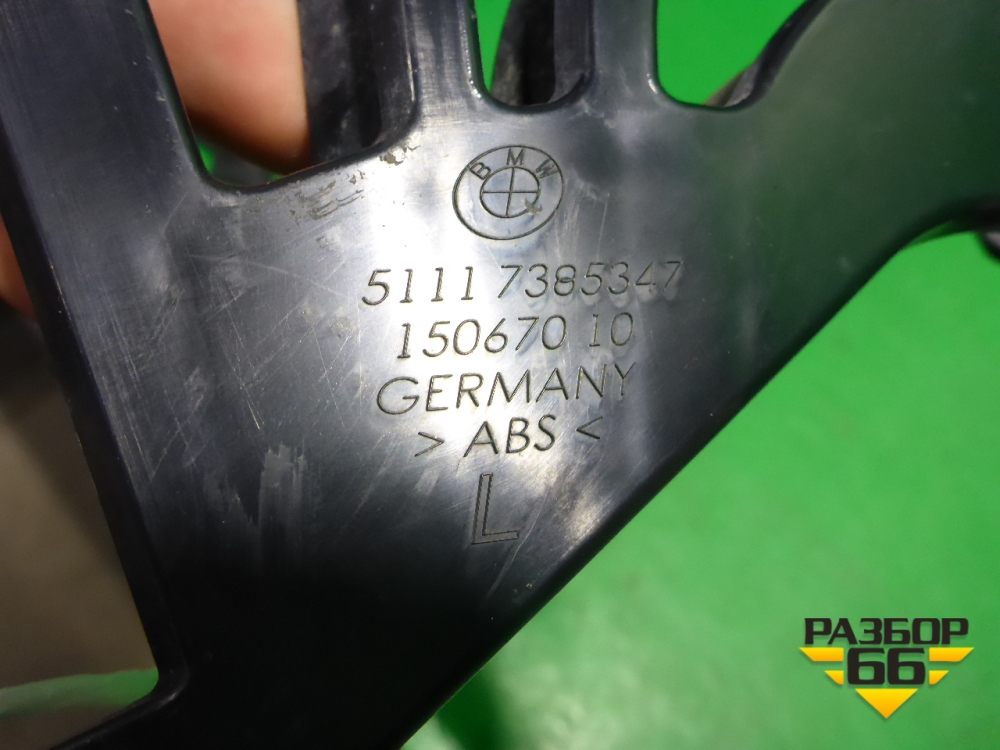 BMW
5111 7385347
150670 10
GERMANY
> ABS <
L
РАЗБОР
66